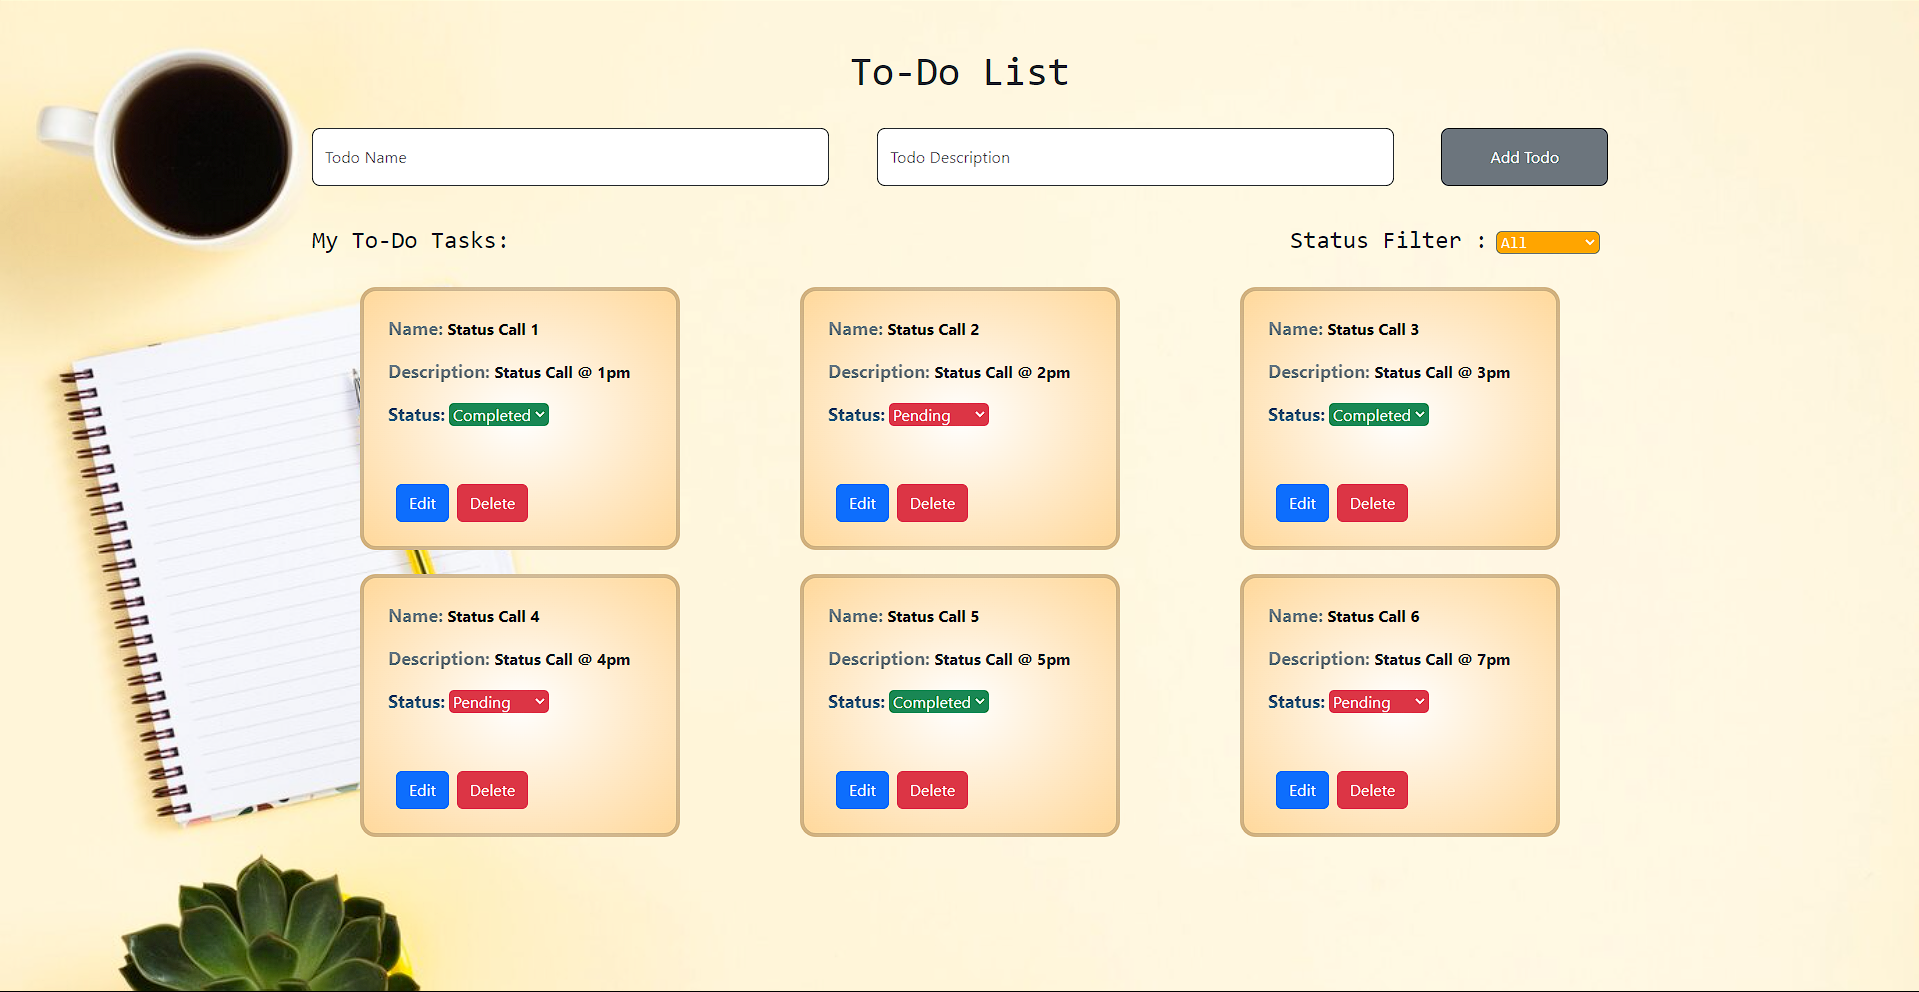 To-Do List
Todo Name
Todo Description
Add Todo
My To-Do Tasks:
Status Filter : All
Name: Status Call 1
Description: Status Call @ 1pm
Status: Completed
Edit Delete
Name: Status Call 2
Description: Status Call @ 2pm
Status: Pending
Edit Delete
Name: Status Call 3
Description: Status Call @ 3pm
Status: Completed
Edit Delete
Name: Status Call 4
Description: Status Call @ 4pm
Status: Pending
Edit Delete
Name: Status Call 5
Description: Status Call @ 5pm
Status: Completed
Edit Delete
Name: Status Call 6
Description: Status Call @ 7pm
Status: Pending
Edit Delete